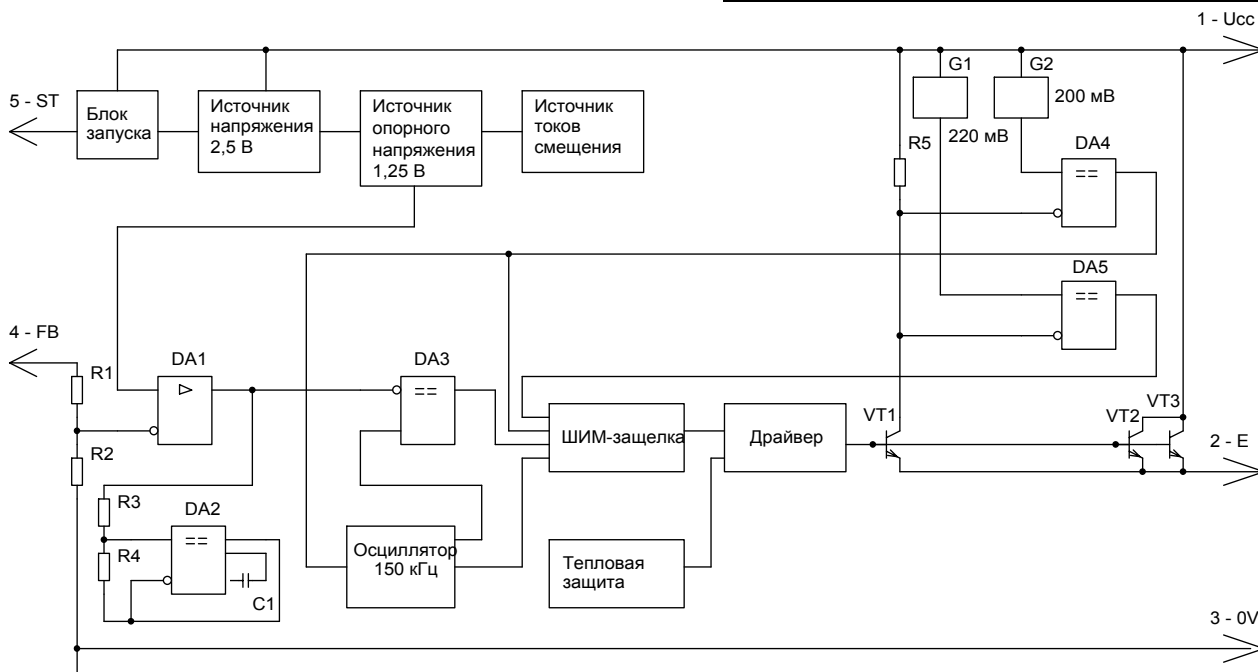 1 - Ucc
G1
G2
5 - ST
Блок
запуска
Источник
напряжения
2,5 В
Источник
опорного
напряжения
1,25 В
Источник
токов
смещения
200 мВ
220 мВ
R5
DA4
==
DA5
==
4 - FB
R1
DA1
DA3
==
R2
ШИМ-защелка
Драйвер
VT1
VT2
VT3
2 - E
R3
DA2
==
R4
C1
Осциллятор
150 кГц
Тепловая
защита
3 - 0V